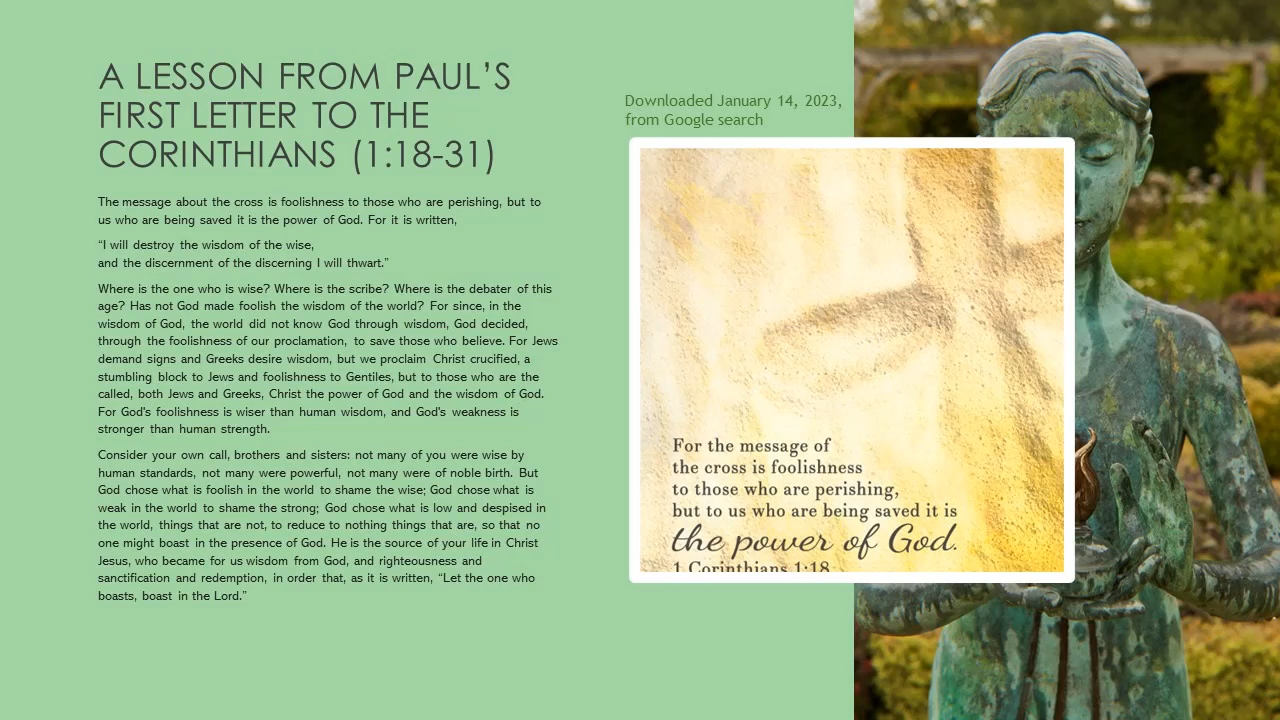 A LESSON FROM PAUL'S
FIRST LETTER TO THE
CORINTHIANS (1:18-31)
The message about the cross is foolishness to those who are perishing, but to
us who are being saved it is the power of God. For it is written,
“I will destroy the wisdom of the wise,
and the discernment of the discerning I will thwart.”
Where is the one who is wise? Where is the scribe? Where is the debater of this
age? Has not God made foolish the wisdom of the world? For since, in the
wisdom of God, the world did not know God through wisdom, God decided,
through the foolishness of our proclamation, to save those who believe. For Jews
demand signs and Greeks desire wisdom, but we proclaim Christ crucified, a
stumbling block to Jews and foolishness to Gentiles, but to those who are the
called, both Jews and Greeks, Christ the power of God and the wisdom of God.
For God's foolishness is wiser than human wisdom, and God's weakness is
stronger than human strength.
Consider your own call, brothers and sisters: not many of you were wise by
human standards, not many were powerful, not many were of noble birth. But
God chose what is foolish in the world to shame the wise; God chose what is
weak in the world to shame the strong; God chose what is low and despised in
the world, things that are not, to reduce to nothing things that are, so that no
one might boast in the presence of God. He is the source of your life in Christ
Jesus, who became for us wisdom from God, and righteousness and
sanctification and redemption, in order that, as it is written, “Let the one who
boasts, boast in the Lord.”
Downloaded January 14, 2023,
from Google search
For the message of
the cross is foolishness
to those who are perishing,
but to us who are being saved it is
the power of God.
1 Corinthians 1:18